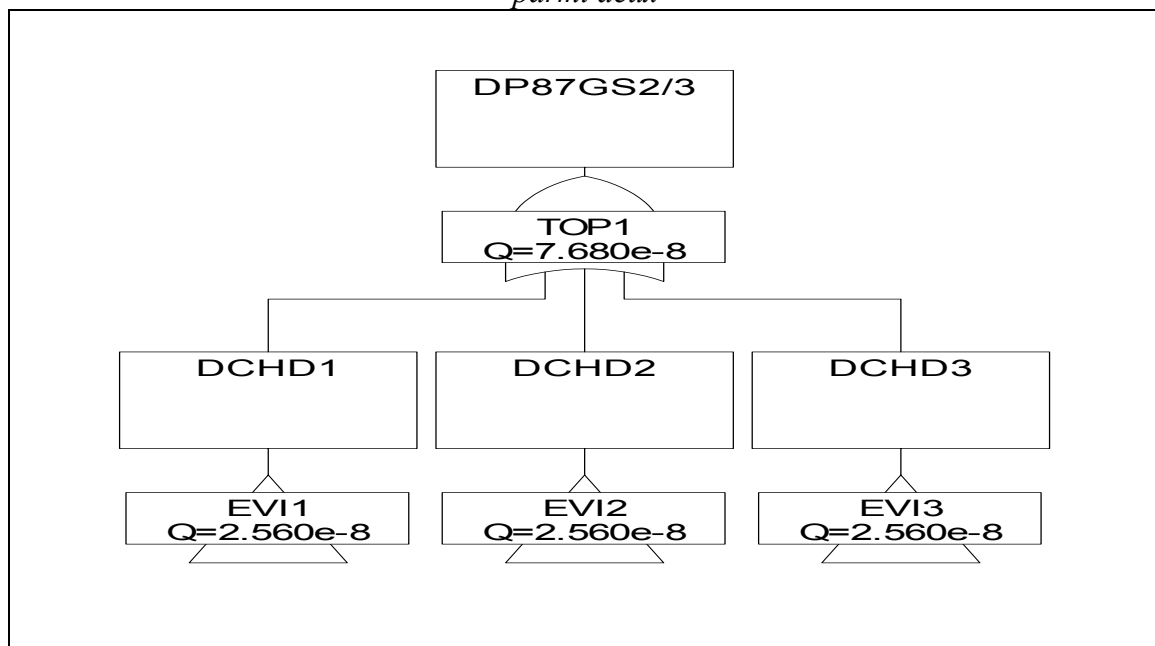 DP87GS2/3
TOP1
Q=7.680e-8
DCHD1
DCHD2
DCHD3
EVI1
Q=2.560e-8
EVI2
Q=2.560e-8
EVI3
Q=2.560e-8